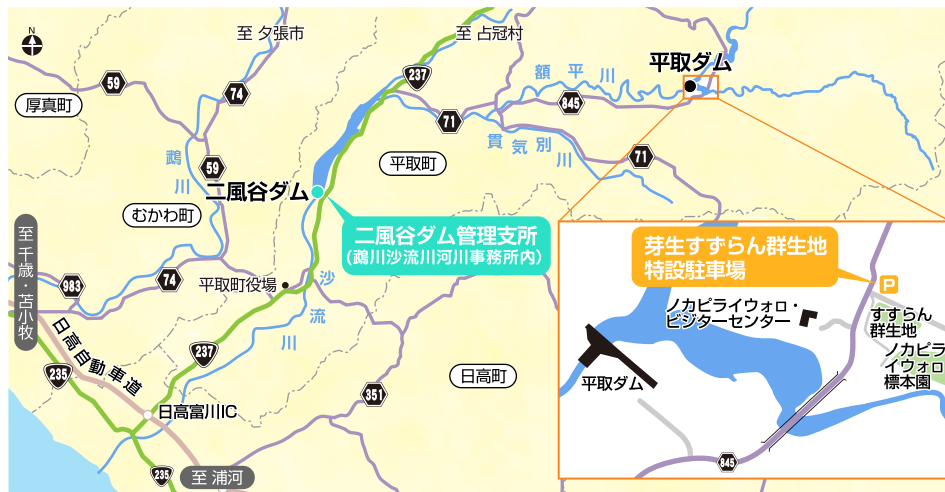 N
至 夕張市
至 占冠村
平取ダム
額平川
237
59
74
845
厚真町
71
貫気別川
鵡川
71
平取町
59
二風谷ダム
むかわ町
二風谷ダム管理支所
(鵡川沙流川河川事務所内)
至 千歳・苫小牧
芽生すずらん群生地
特設駐車場
983
74
平取町役場
沙流川
P
ノカピライウォロ・
ビジターセンター
すずらん
群生地
ノカピラ
イウォロ
標本園
日高自動車道
237
235
平取ダム
日高町
351
日高富川IC
845
235
至 浦河